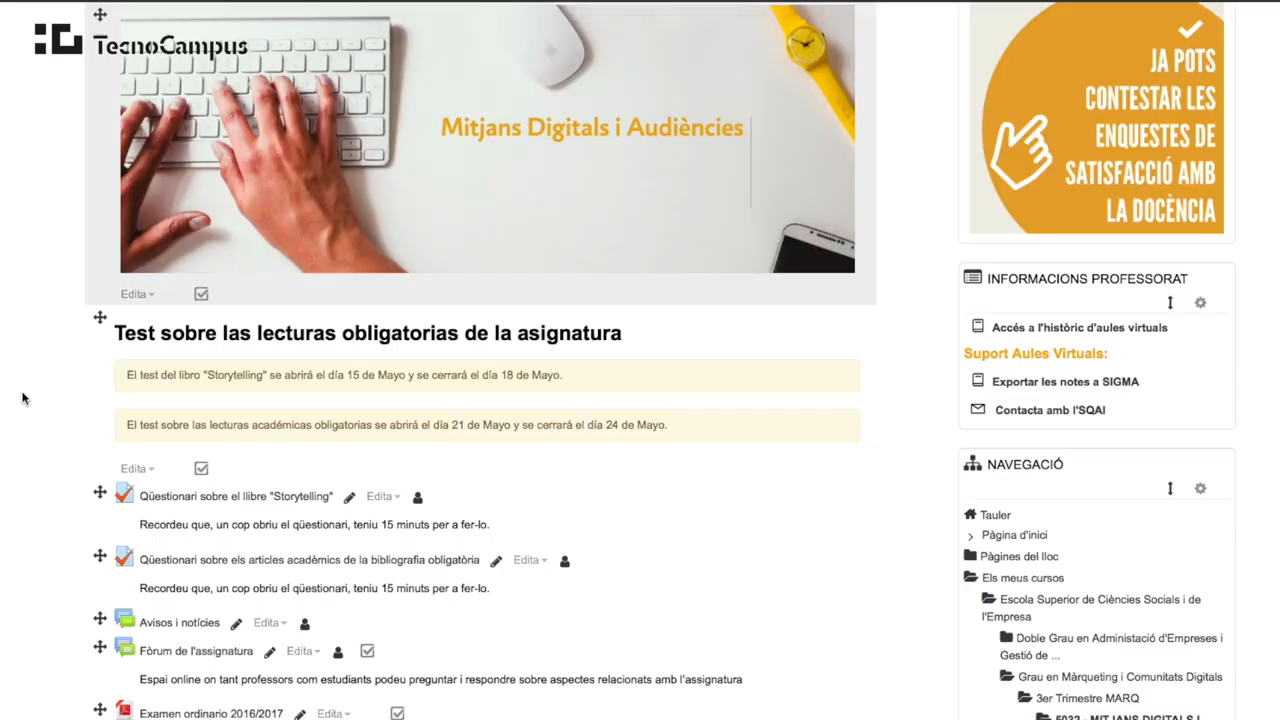 TecnoCampus
Mitjans Digitals i Audiències
JA POTS
CONTESTAR LES
ENQUESTES DE
SATISFACCIÓ AMB
LA DOCÈNCIA
Edita
Test sobre las lecturas obligatorias de la asignatura
El test del libro "Storytelling" se abrirá el día 15 de Mayo y se cerrará el día 18 de Mayo.
El test sobre las lecturas académicas obligatorias se abrirá el día 21 de Mayo y se cerrará el día 24 de Mayo.
Edita
Qüestionari sobre el llibre "Storytelling" Edita
Recordeu que, un cop obriu el qüestionari, teniu 15 minuts per a fer-lo.
Qüestionari sobre els articles acadèmics de la bibliografia obligatòria Edita
Recordeu que, un cop obriu el qüestionari, teniu 15 minuts per a fer-lo.
Avisos i notícies Edita
Fòrum de l'assignatura Edita
Espai online on tant professors com estudiants podeu preguntar i respondre sobre aspectes relacionats amb l'assignatura
Examen ordinario 2016/2017 Edita
INFORMACIONS PROFESSORAT
Accés a l'històric d'aules virtuals
Suport Aules Virtuals:
Exportar les notes a SIGMA
Contacta amb l'SQAI
NAVEGACIÓ
Tauler
Pàgina d'inici
Pàgines del lloc
Els meus cursos
Escola Superior de Ciències Socials i de
l'Empresa
Doble Grau en Administació d'Empreses i
Gestió de ...
Grau en Màrqueting i Comunitats Digitals
3er Trimestre MARQ
5032 - MITJANS DIGITALS I